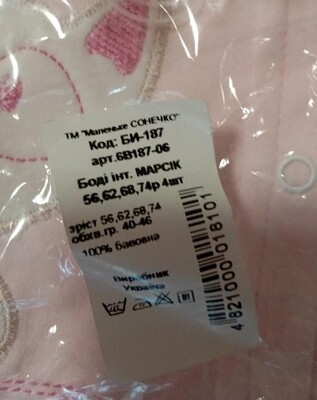 ТМ "Маленьке СОНЕЧКО"
Код: БИ-187
арт.6В187-06
Боді інт. МАРСІК
56,62,68,74р 4шт
зріст 56,62,68,74
обхв.гр. 40-46
100% бавовна
Виробник
Україна
4821000018101